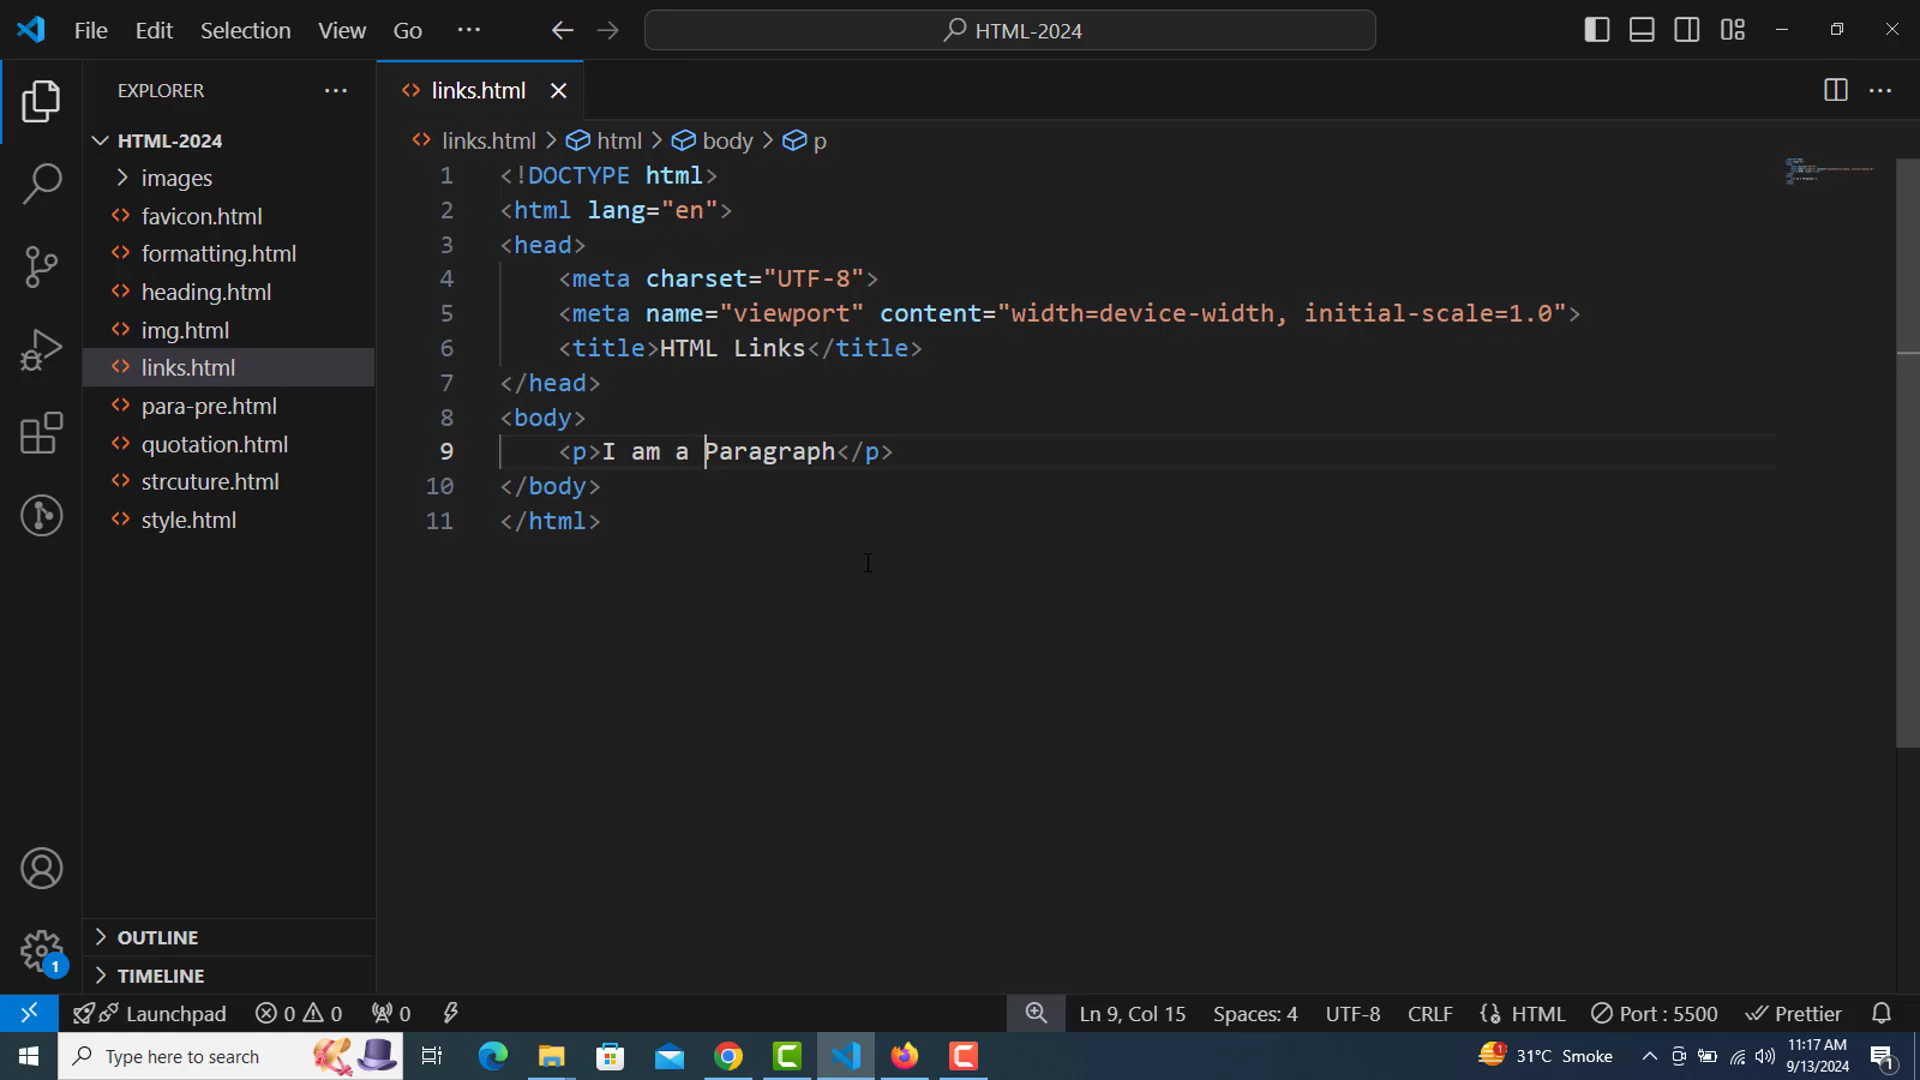 File Edit Selection View Go ··· HTML-2024
EXPLORER ···
HTML-2024
images
favicon.html
formatting.html
heading.html
img.html
links.html
para-pre.html
quotation.html
strcuture.html
style.html
OUTLINE
TIMELINE
links.html
links.html > html > body > p
1 <!DOCTYPE html>
2 <html lang="en">
3 <head>
4 <meta charset="UTF-8">
5 <meta name="viewport" content="width=device-width, initial-scale=1.0">
6 <title>HTML Links</title>
7 </head>
8 <body>
9 <p>I am a Paragraph</p>
10 </body>
11 </html>
1
Launchpad 0 0 0 Ln 9, Col 15 Spaces: 4 UTF-8 CRLF HTML Port : 5500 Prettier
Type here to search 1 31°C Smoke 11:17 AM
9/13/2024 1